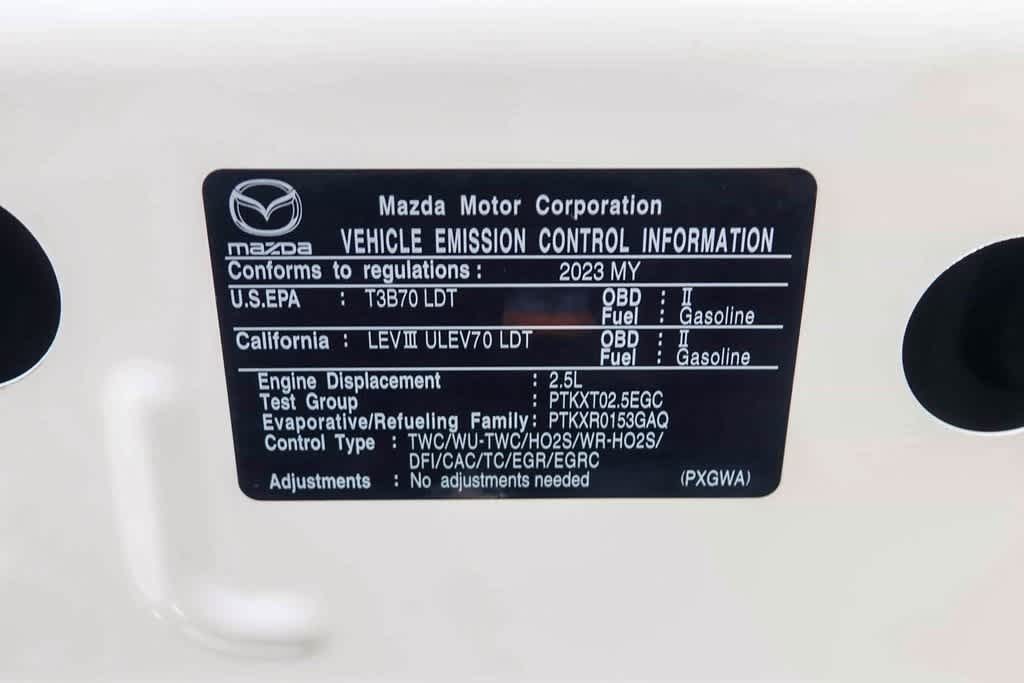 mazda
Mazda Motor Corporation
VEHICLE EMISSION CONTROL INFORMATION
Conforms to regulations : 2023 MY
U.S.EPA : T3B70 LDT OBD : Ⅱ
Fuel : Gasoline
California : LEVⅢ ULEV70 LDT OBD : Ⅱ
Fuel : Gasoline
Engine Displacement : 2.5L
Test Group : PTKXT02.5EGC
Evaporative/Refueling Family: PTKXR0153GAQ
Control Type : TWC/WU-TWC/HO2S/WR-HO2S/
DFI/CAC/TC/EGR/EGRC
Adjustments : No adjustments needed (PXGWA)